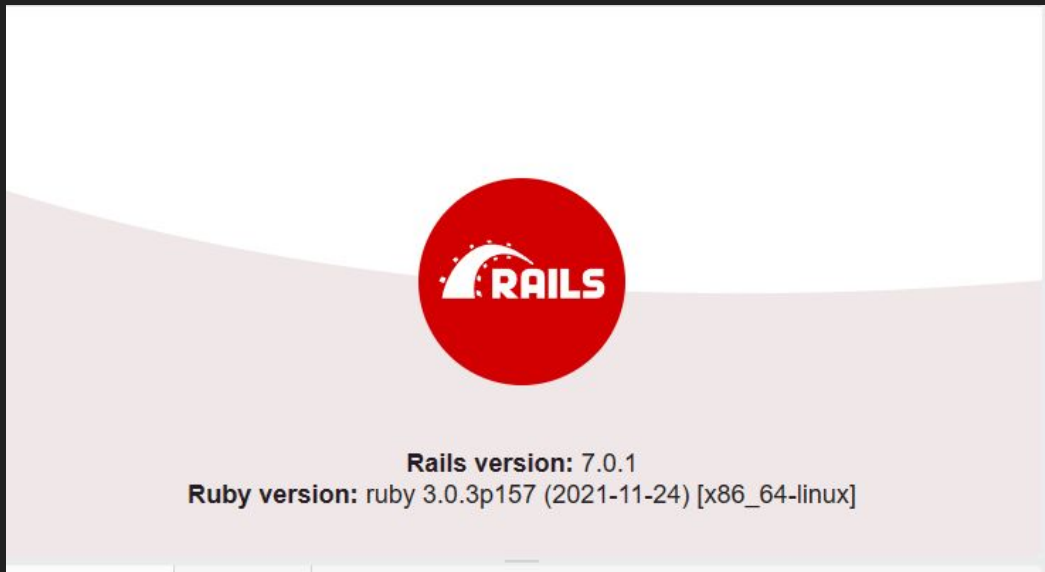 RAILS
Rails version: 7.0.1
Ruby version: ruby 3.0.3p157 (2021-11-24) [x86_64-linux]